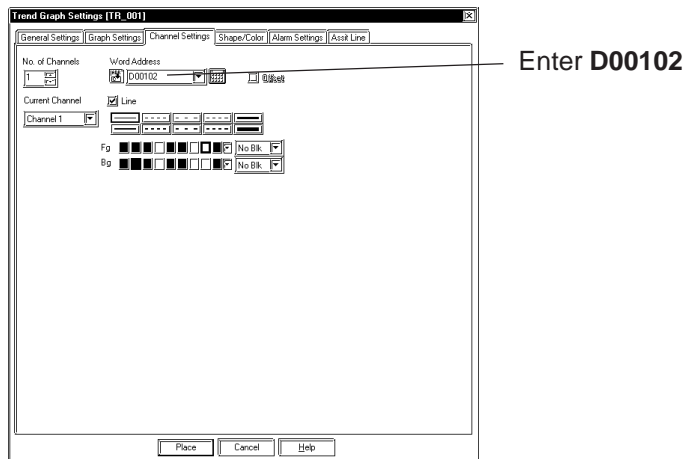 Trend Graph Settings [TR_001]
General Settings Graph Settings Channel Settings Shape/Color Alarm Settings Assit Line
No. of Channels Word Address
1 D00102 Offset
Enter D00102
Current Channel Line
Channel 1
Fg No Blk
Bg No Blk
Place Cancel Help